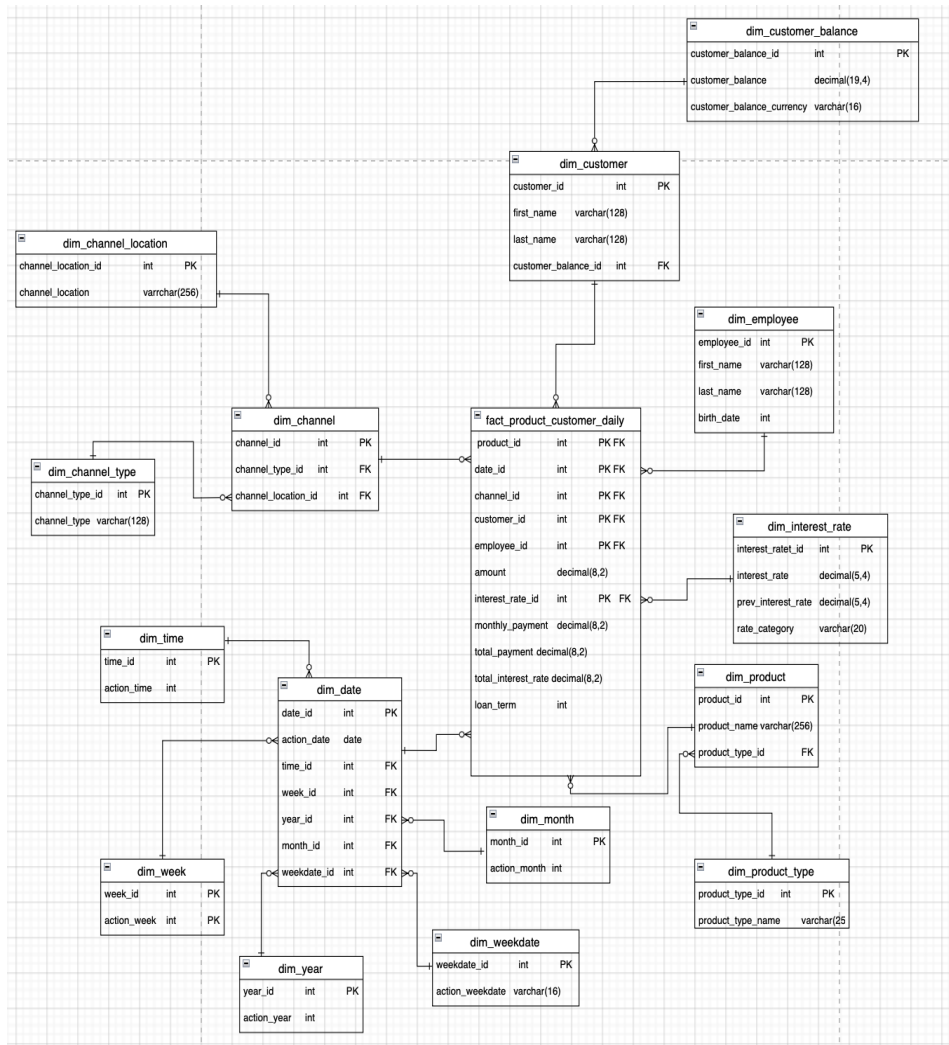 dim_customer_balance
customer_balance_id int PK
customer_balance decimal(19,4)
customer_balance_currency varchar(16)
dim_customer
customer_id int PK
first_name varchar(128)
last_name varchar(128)
customer_balance_id int FK
dim_channel_location
channel_location_id int PK
channel_location varrchar(256)
dim_employee
employee_id int PK
first_name varchar(128)
last_name varchar(128)
birth_date int
dim_channel
channel_id int PK
channel_type_id int FK
channel_location_id int FK
dim_channel_type
channel_type_id int PK
channel_type varchar(128)
fact_product_customer_daily
product_id int PK FK
date_id int PK FK
channel_id int PK FK
customer_id int PK FK
employee_id int PK FK
amount decimal(8,2)
interest_rate_id int PK FK
monthly_payment decimal(8,2)
total_payment decimal(8,2)
total_interest_rate decimal(8,2)
loan_term int
dim_interest_rate
interest_ratet_id int PK
interest_rate decimal(5,4)
prev_interest_rate decimal(5,4)
rate_category varchar(20)
dim_time
time_id int PK
action_time int
dim_date
date_id int PK
action_date date
time_id int FK
week_id int FK
year_id int FK
month_id int FK
weekdate_id int FK
dim_product
product_id int PK
product_name varchar(256)
product_type_id FK
dim_month
month_id int PK
action_month int
dim_week
week_id int PK
action_week int PK
dim_product_type
product_type_id int PK
product_type_name varchar(25
dim_weekdate
weekdate_id int PK
action_weekdate varchar(16)
dim_year
year_id int PK
action_year int